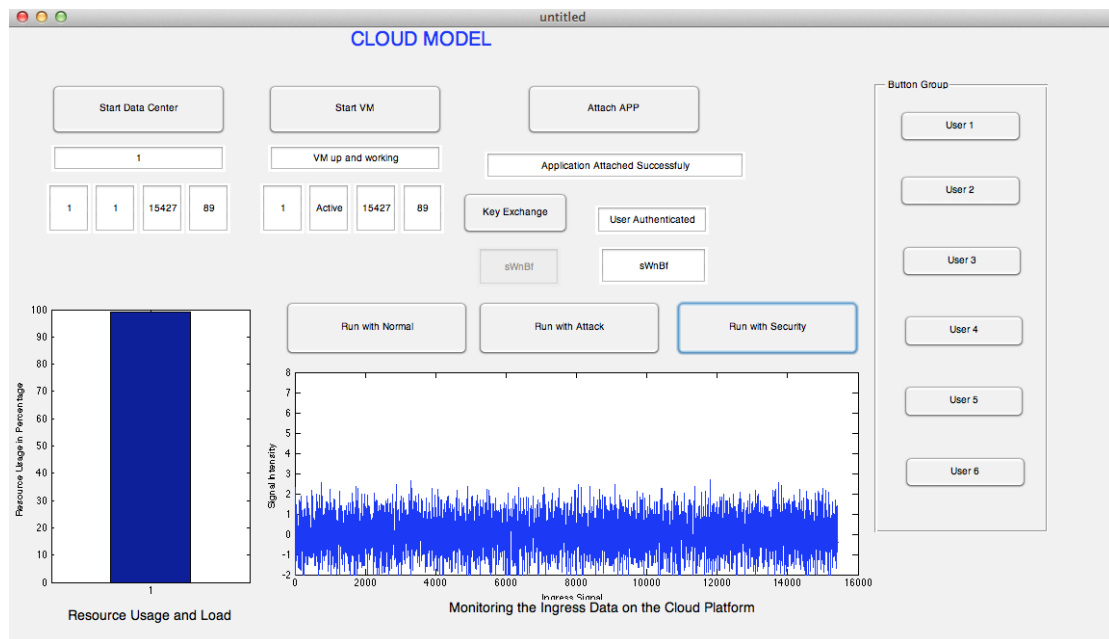 untitled
CLOUD MODEL
Start Data Center
Start VM
Attach APP
1
VM up and working
Application Attached Successfuly
1
1
15427
89
1
Active
15427
89
Key Exchange
User Authenticated
sWnBf
sWnBf
Run with Normal
Run with Attack
Run with Security
Button Group
User 1
User 2
User 3
User 4
User 5
User 6
Resource Usage in Percentage
100
90
80
70
60
50
40
30
20
10
0
1
Resource Usage and Load
Signal Intensity
8
7
6
5
4
3
2
1
0
-1
-2
0
2000
4000
6000
8000
10000
12000
14000
16000
Ingress Signal
Monitoring the Ingress Data on the Cloud Platform